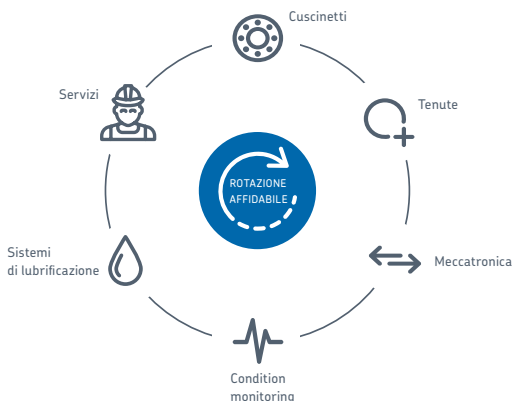 Cuscinetti
Servizi
Tenute
ROTAZIONE
AFFIDABILE
Sistemi
di lubrificazione
Meccatronica
Condition
monitoring